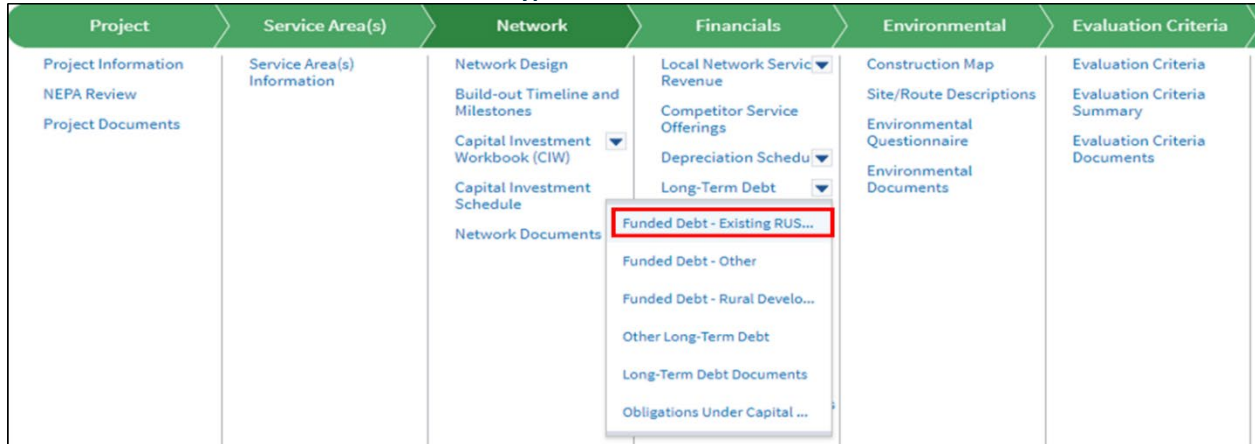 Project
Service Area(s)
Network
Financials
Environmental
Evaluation Criteria
Project Information
NEPA Review
Project Documents
Service Area(s)
Information
Network Design
Build-out Timeline and
Milestones
Capital Investment
Workbook (CIW)
Capital Investment
Schedule
Network Documents
Local Network Servic
Revenue
Competitor Service
Offerings
Depreciation Schedu
Long-Term Debt
Funded Debt - Existing RUS...
Funded Debt - Other
Funded Debt - Rural Develo...
Other Long-Term Debt
Long-Term Debt Documents
Obligations Under Capital ...
Construction Map
Site/Route Descriptions
Environmental
Questionnaire
Environmental
Documents
Evaluation Criteria
Evaluation Criteria
Summary
Evaluation Criteria
Documents